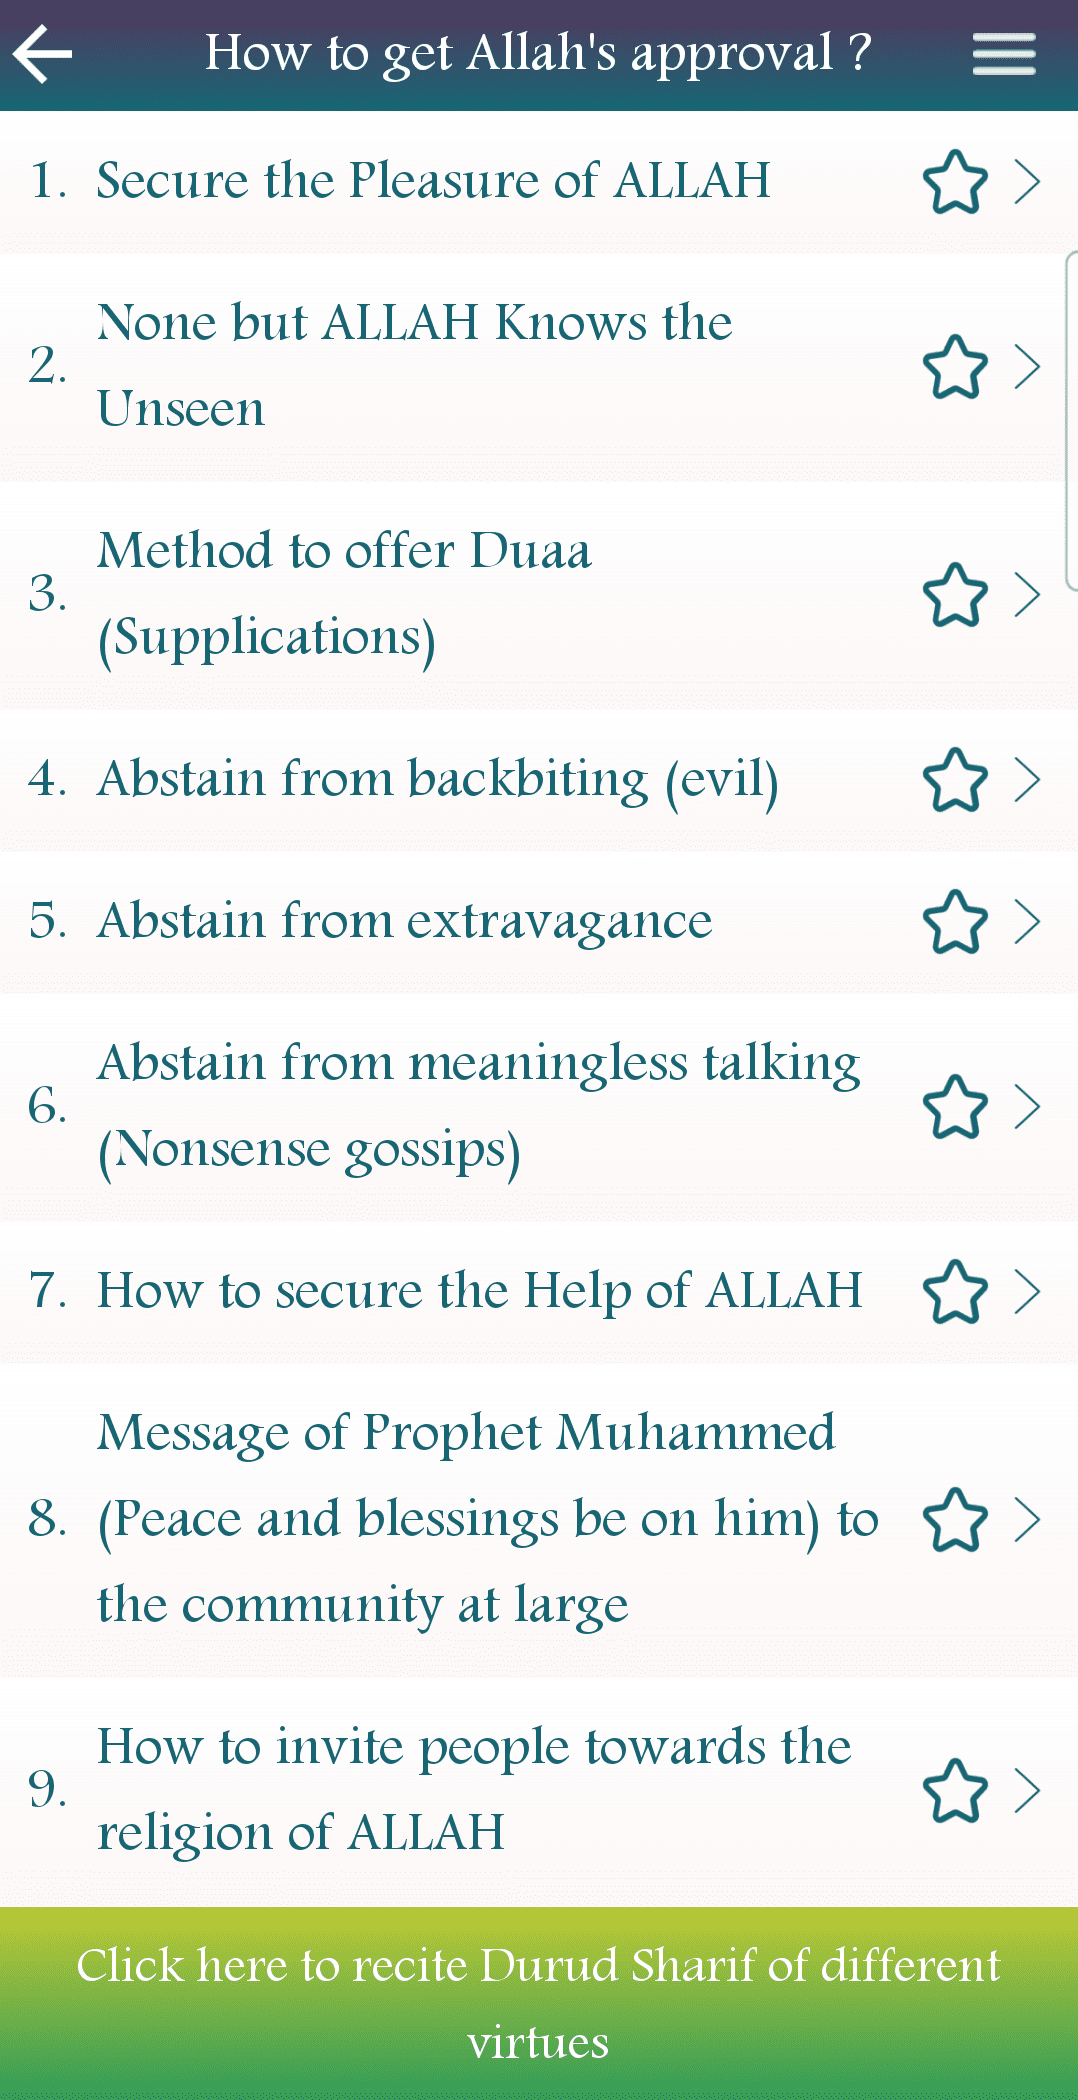 How to get Allah's approval ?
1. Secure the Pleasure of ALLAH
2. None but ALLAH Knows the
Unseen
3. Method to offer Duaa
(Supplications)
4. Abstain from backbiting (evil)
5. Abstain from extravagance
6. Abstain from meaningless talking
(Nonsense gossips)
7. How to secure the Help of ALLAH
Message of Prophet Muhammed
8. (Peace and blessings be on him) to
the community at large
9. How to invite people towards the
religion of ALLAH
Click here to recite Durud Sharif of different
virtues